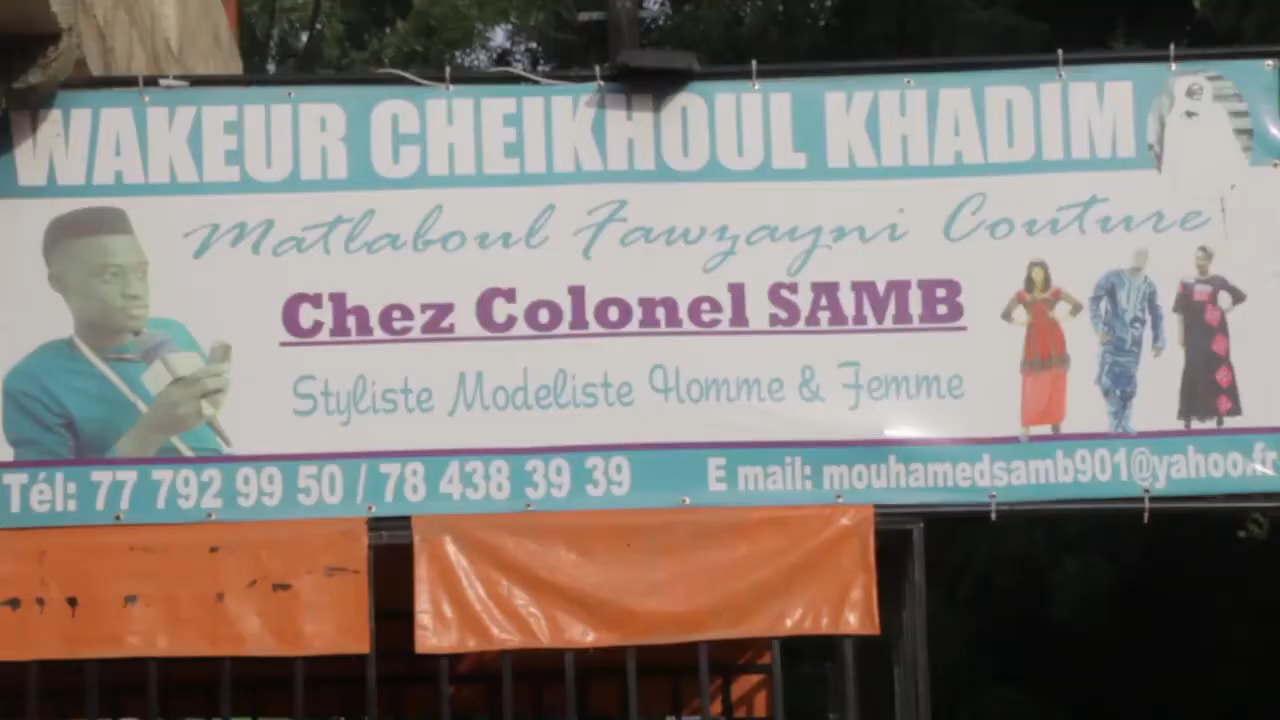 WAKEUR CHEIKHOUL KHADIM
Matlaboul Fawzayni Couture
Chez Colonel SAMB
Styliste Modeliste Homme & Femme
Tél: 77 792 99 50 / 78 438 39 39 E mail: mouhamedsamb901@yahoo.fr